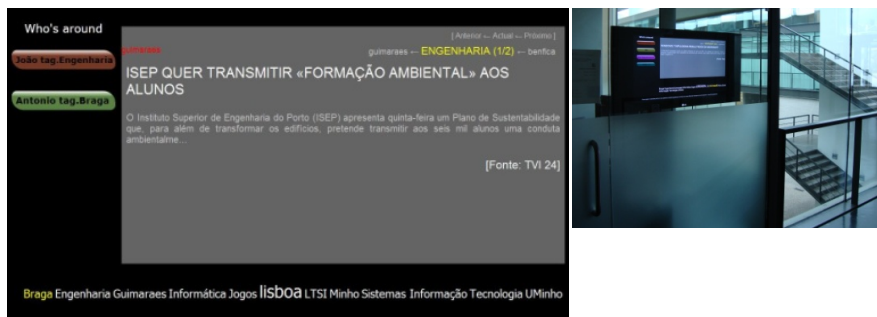 Who's around
João tag.Engenharia
Antonio tag.Braga
[ Anterior ← Actual ← Próximo ]
guimaraes
guimaraes ← ENGENHARIA (1/2) ← benfica
ISEP QUER TRANSMITIR «FORMAÇÃO AMBIENTAL» AOS
ALUNOS
O Instituto Superior de Engenharia do Porto (ISEP) apresenta quinta-feira um Plano de Sustentabilidade
que, para além de transformar os edifícios, pretende transmitir aos seis mil alunos uma conduta
ambientalme...
[Fonte: TVI 24]
Braga Engenharia Guimaraes Informática Jogos lisboa LTSI Minho Sistemas Informação Tecnologia UMinho